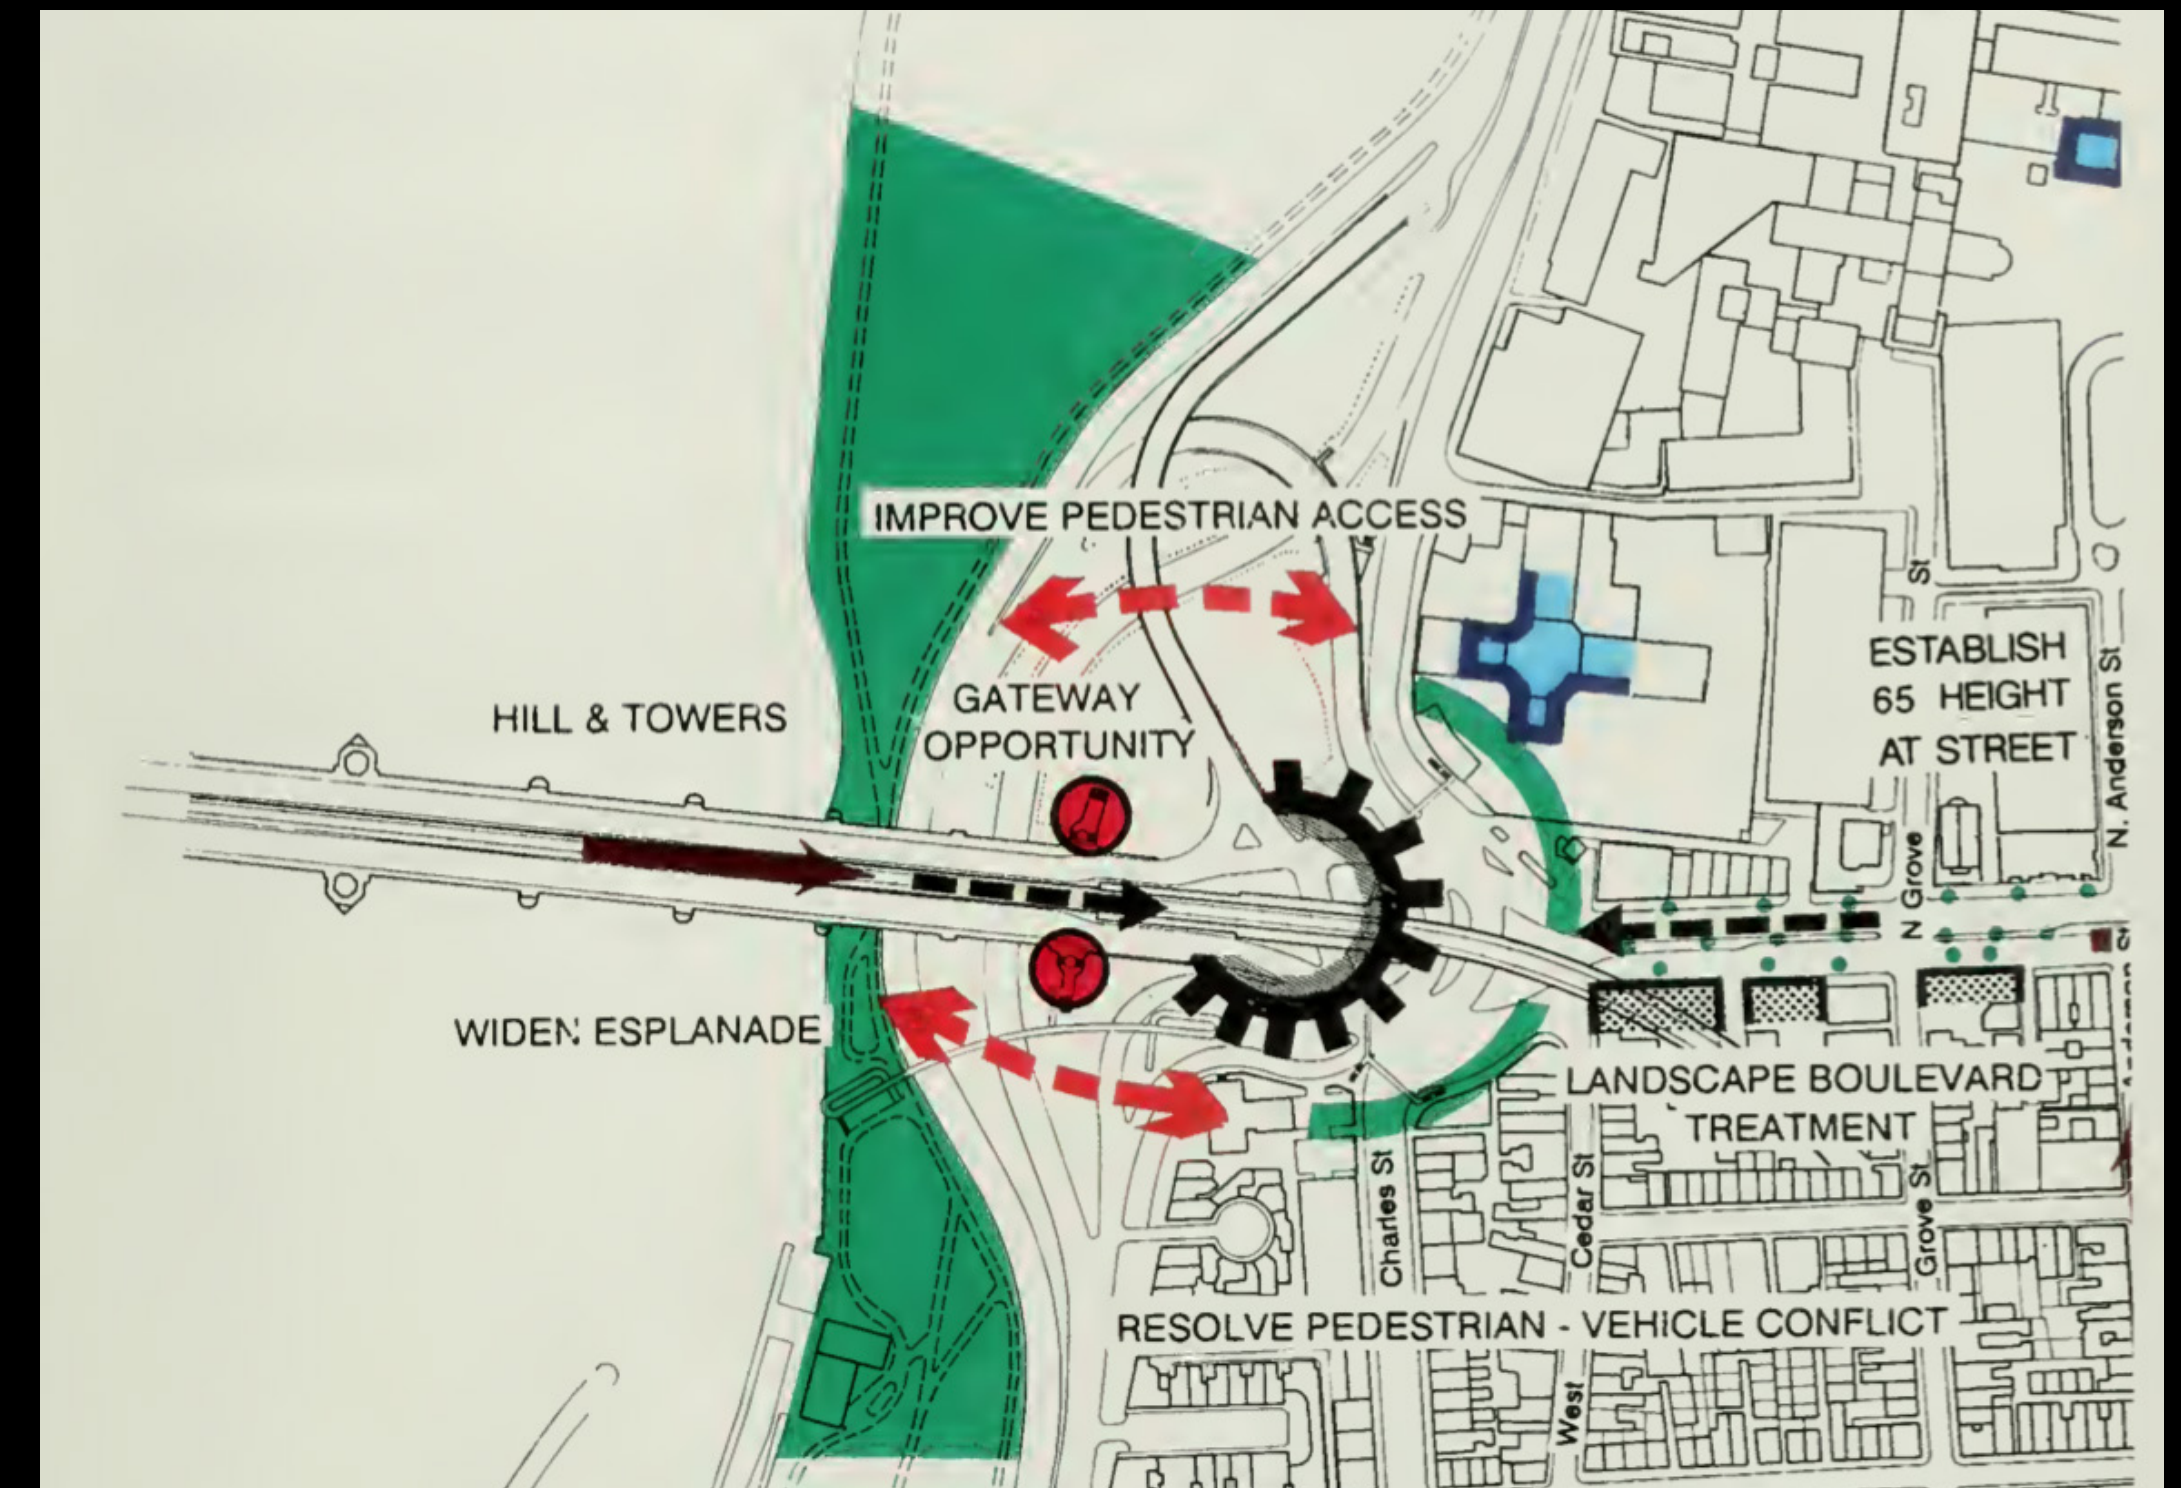 IMPROVE PEDESTRIAN ACCESS
St
ESTABLISH
65 HEIGHT
AT STREET
N. Anderson St
HILL & TOWERS
GATEWAY
OPPORTUNITY
N Grove
WIDEN ESPLANADE
LANDSCAPE BOULEVARD
TREATMENT
Charles St
Cedar St
Grove St
RESOLVE PEDESTRIAN - VEHICLE CONFLICT
West